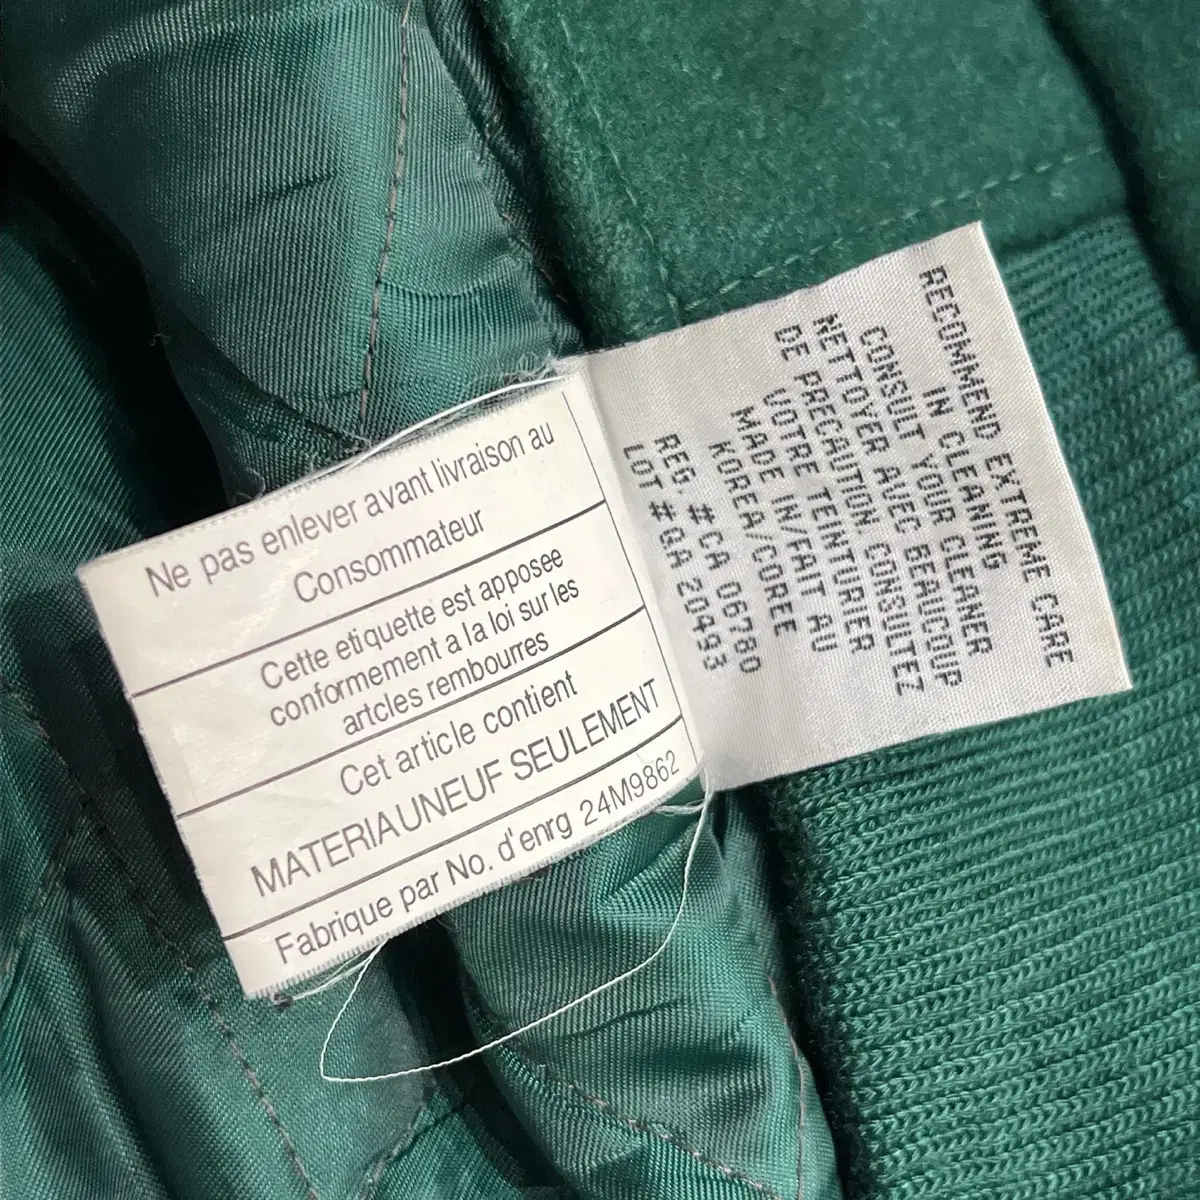 Ne pas enlever avant livraison au
Consommateur
Cette etiquette est apposee
conformement a la loi sur les
artcles rembourres
Cet article contient
MATERIAUNEUF SEULEMENT
Fabrique par No. d'enrg 24M9862
RECOMMEND EXTREME CARE
IN CLEANING
CONSULT YOUR CLEANER
NETTOYER AVEC BEAUCOUP
DE PRECAUTION. CONSULTEZ
VOTRE TEINTURIER
MADE IN/FAIT AU
KOREA/COREE
REG. #CA 06780
LOT #GA 20493